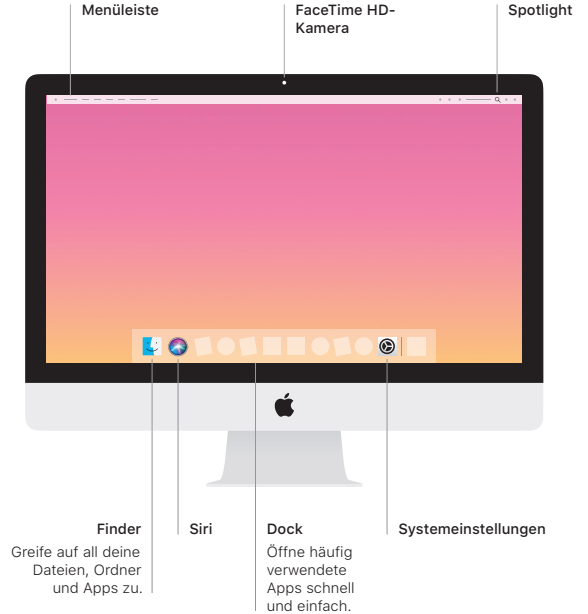 Menüleiste
FaceTime HD-
Kamera
Spotlight
Finder
Greife auf all deine
Dateien, Ordner
und Apps zu.
Siri
Dock
Öffne häufig
verwendete
Apps schnell
und einfach.
Systemeinstellungen